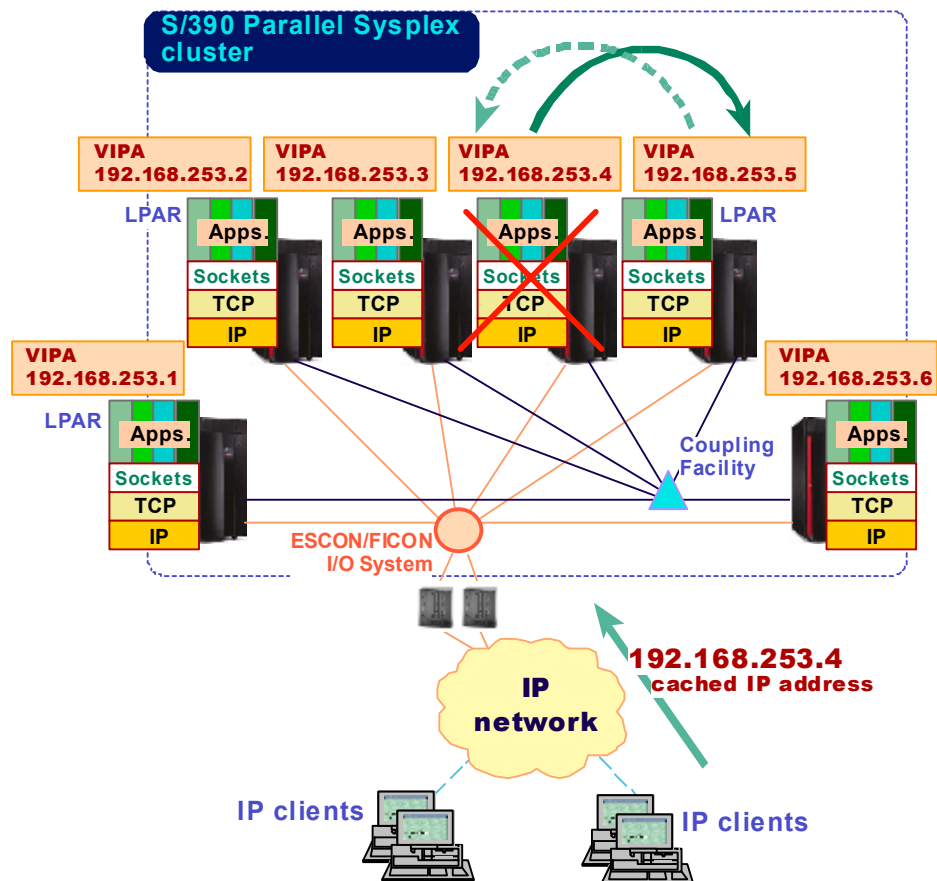 S/390 Parallel Sysplex
cluster
VIPA
192.168.253.2
VIPA
192.168.253.3
VIPA
192.168.253.4
VIPA
192.168.253.5
LPAR
Apps.
Sockets
TCP
IP
Apps.
Sockets
TCP
IP
Apps.
Sockets
TCP
IP
Apps.
Sockets
TCP
IP
LPAR
VIPA
192.168.253.1
VIPA
192.168.253.6
LPAR
Apps.
Sockets
TCP
IP
Coupling
Facility
Apps.
Sockets
TCP
IP
ESCON/FICON
I/O System
192.168.253.4
cached IP address
IP
network
IP clients
IP clients